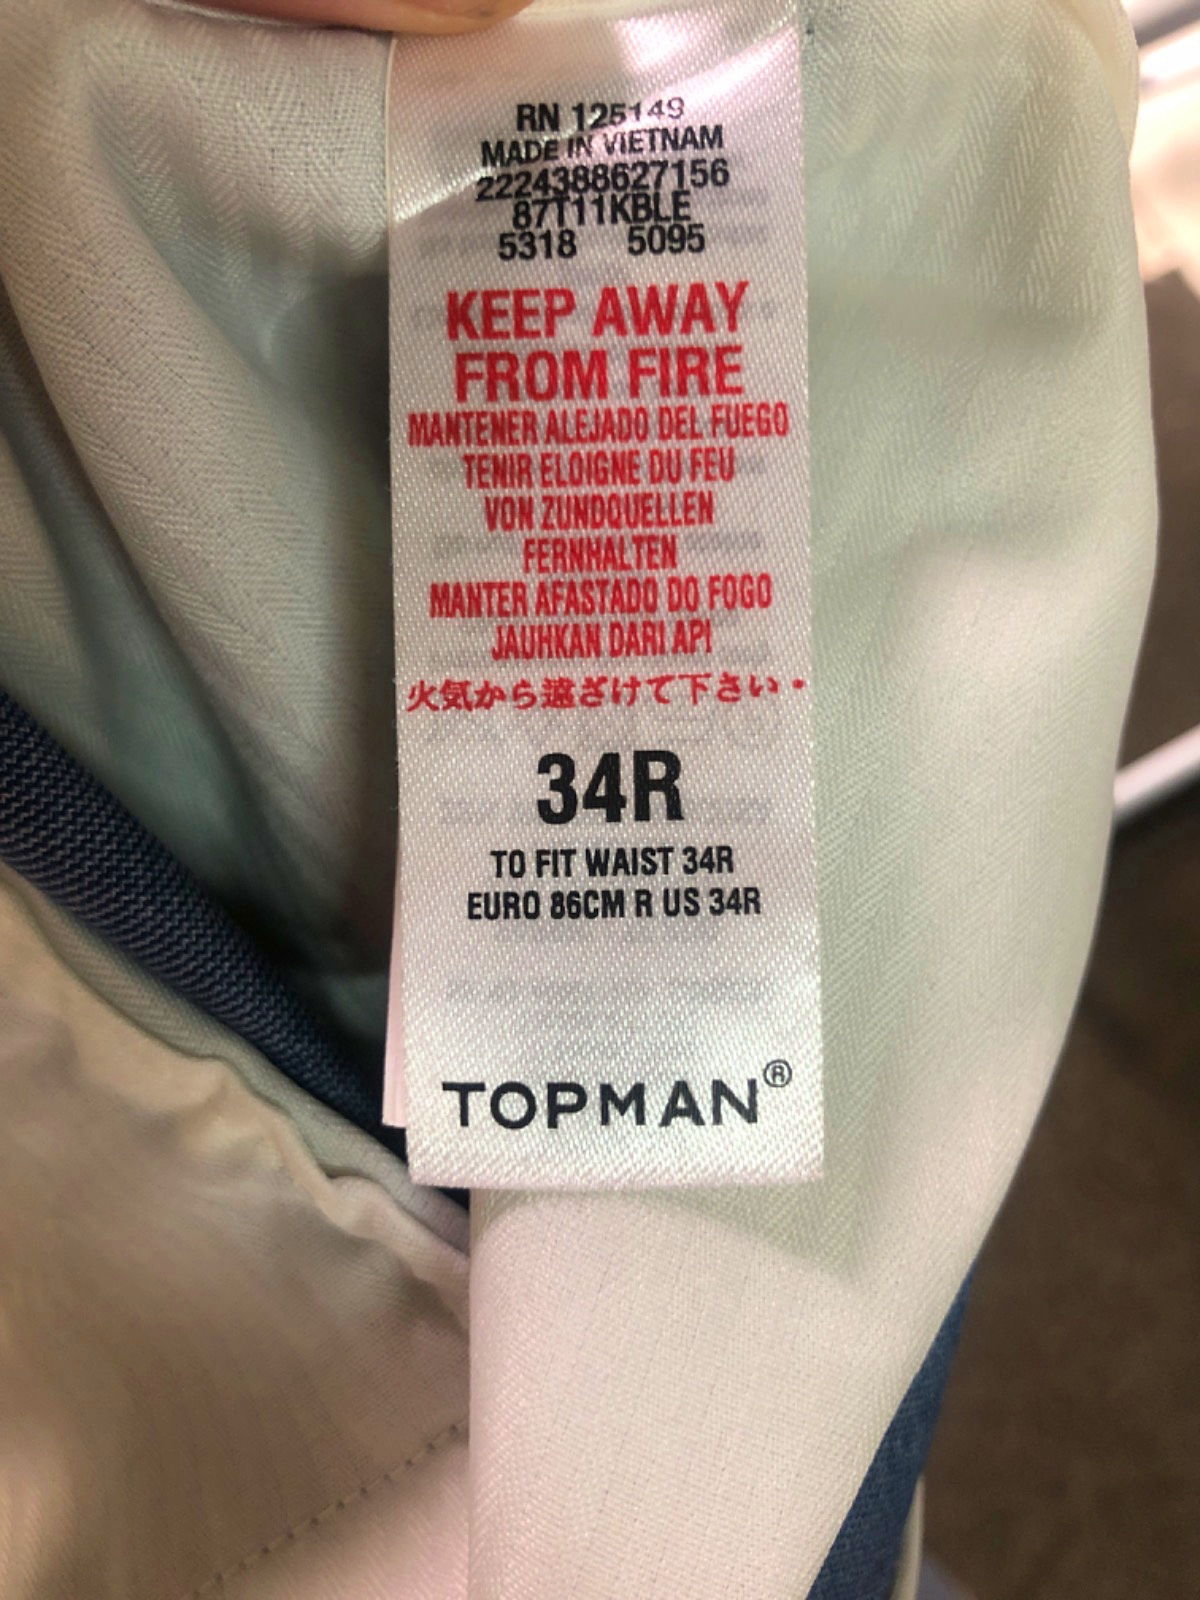 RN 125149
MADE IN VIETNAM
2224388627156
87T11KBLE
5318 5095
KEEP AWAY
FROM FIRE
MANTENER ALEJADO DEL FUEGO
TENIR ELOIGNE DU FEU
VON ZUNDQUELLEN
FERNHALTEN
MANTER AFASTADO DO FOGO
JAUHKAN DARI API
火気から遠ざけて下さい・
34R
TO FIT WAIST 34R
EURO 86CM R US 34R
TOPMAN®